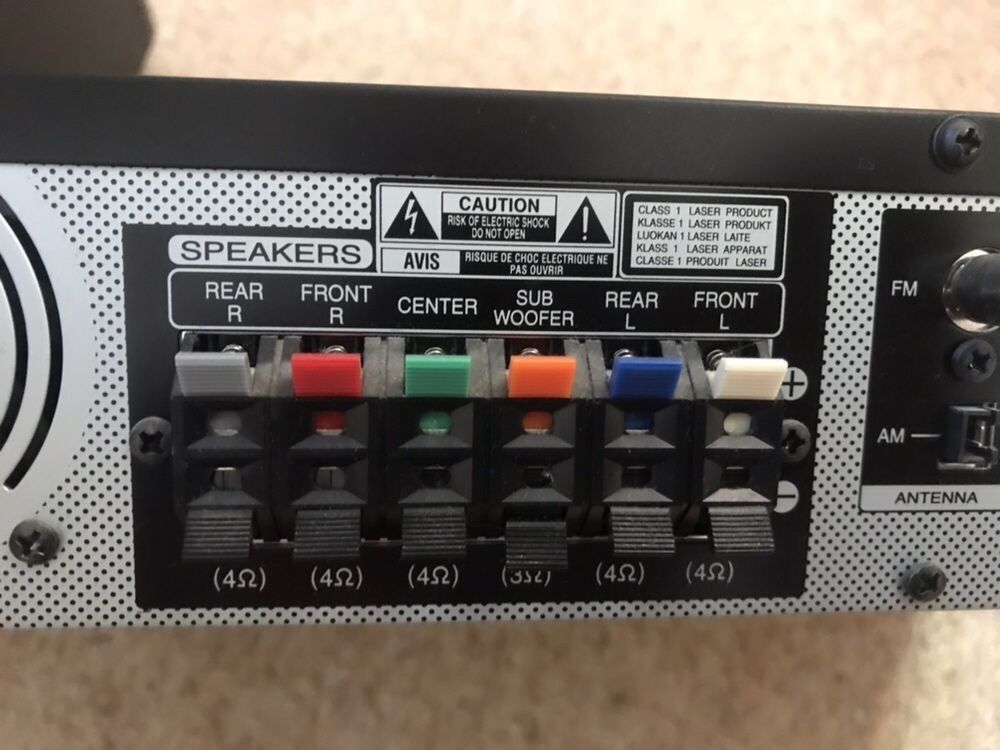 CAUTION
RISK OF ELECTRIC SHOCK
DO NOT OPEN
AVIS
RISQUE DE CHOC ELECTRIQUE NE
PAS OUVRIR
CLASS 1 LASER PRODUCT
KLASSE 1 LASER PRODUKT
LUOKAN 1 LASER LAITE
KLASS 1 LASER APPARAT
CLASSE 1 PRODUIT LASER
SPEAKERS
REAR
R
FRONT
R
CENTER
SUB
WOOFER
REAR
L
FRONT
L
+
−
(4Ω)
(4Ω)
(4Ω)
(3Ω)
(4Ω)
(4Ω)
FM
AM
ANTENNA